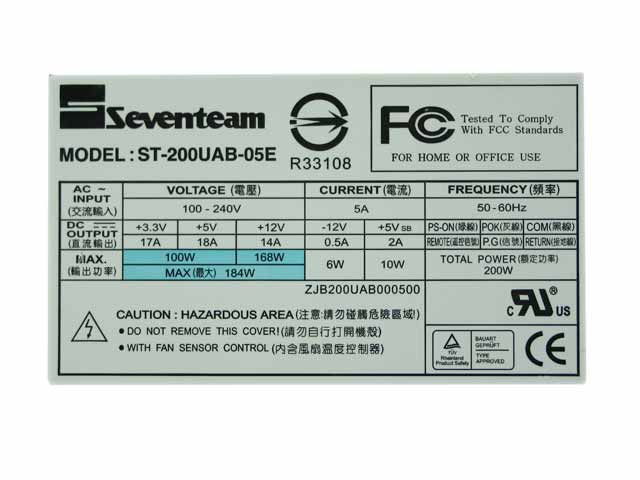 Seventeam
MODEL : ST-200UAB-05E
R33108
FC Tested To Comply
With FCC Standards
FOR HOME OR OFFICE USE
AC ~ INPUT (交流輸入) VOLTAGE (電壓) CURRENT (電流) FREQUENCY (頻率)
100 - 240V 5A 50-60Hz
DC OUTPUT (直流輸出) +3.3V +5V +12V -12V +5V SB PS-ON(綠線) POK(灰線) COM(黑線)
17A 18A 14A 0.5A 2A REMOTE(遙控信號) P.G(信號) RETURN(接地線)
MAX. (輸出功率) 100W 168W 6W 10W TOTAL POWER (額定功率)
MAX (最大) 184W 200W
ZJB200UAB000500
CAUTION : HAZARDOUS AREA (注意:請勿碰觸危險區域!)
● DO NOT REMOVE THIS COVER! (請勿自行打開機殼)
● WITH FAN SENSOR CONTROL (內含風扇溫度控制器)
c RU US
TÜV
Rheinland
Product Safety
BAUART
GEPRÜFT
TYPE
APPROVED
CE